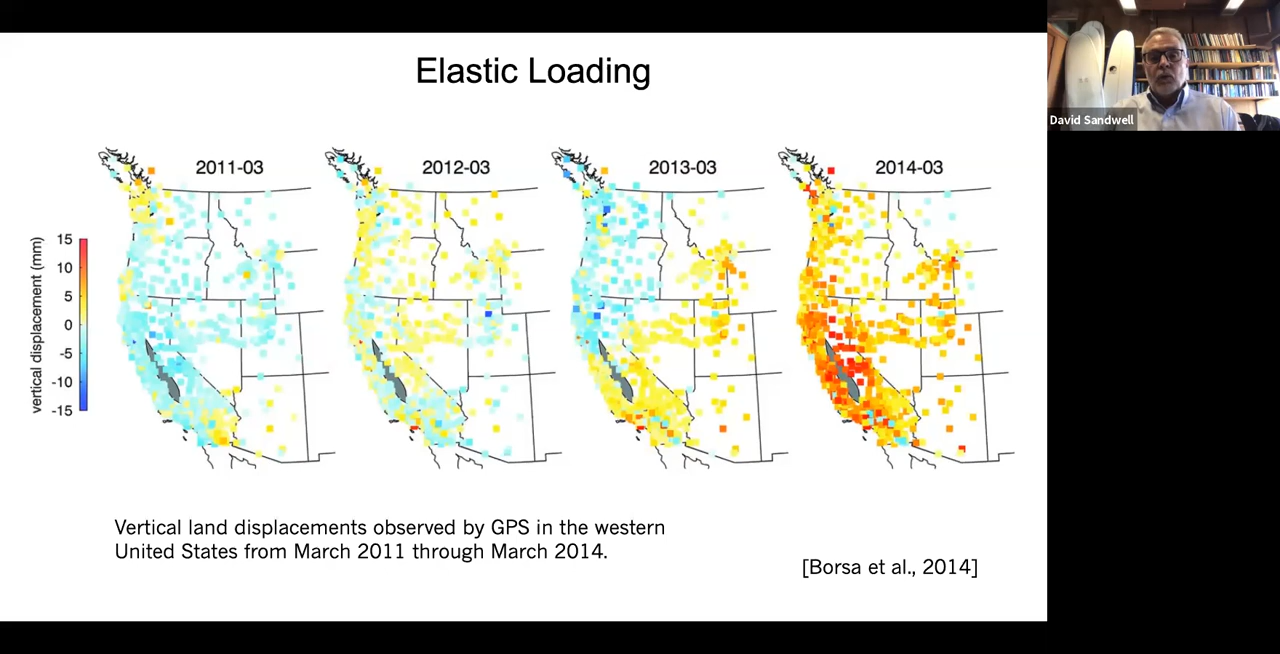 Elastic Loading
2011-03
2012-03
2013-03
2014-03
vertical displacement (mm)
15
10
5
0
-5
-10
-15
Vertical land displacements observed by GPS in the western
United States from March 2011 through March 2014.
[Borsa et al., 2014]
David Sandwell